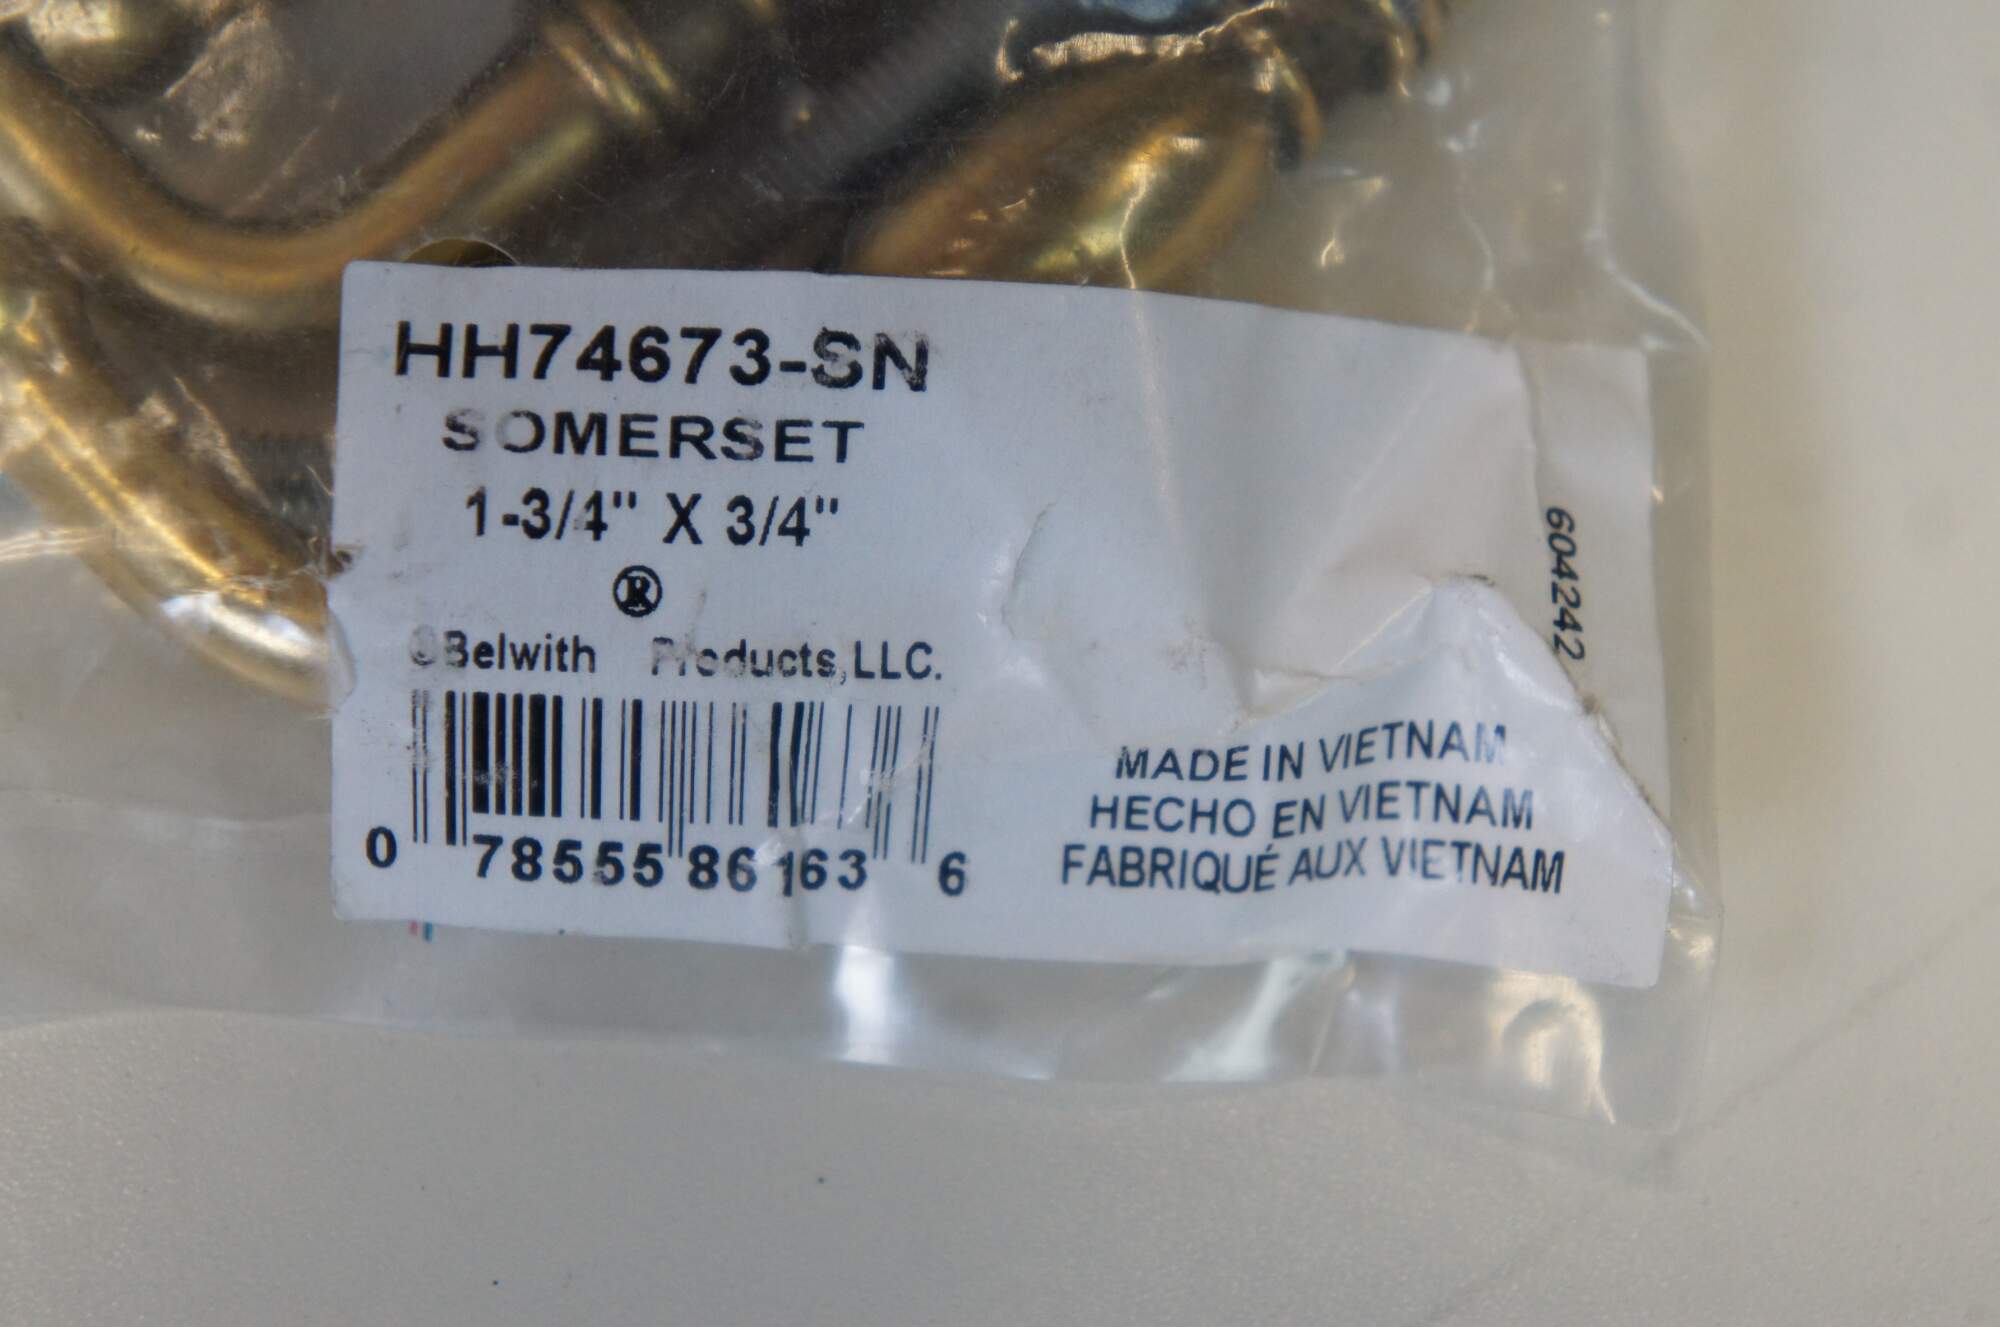 HH74673-SN
SOMERSET
1-3/4" X 3/4"
®
©Belwith Products,LLC.
0 78555 86163 6
604242
MADE IN VIETNAM
HECHO EN VIETNAM
FABRIQUÉ AUX VIETNAM